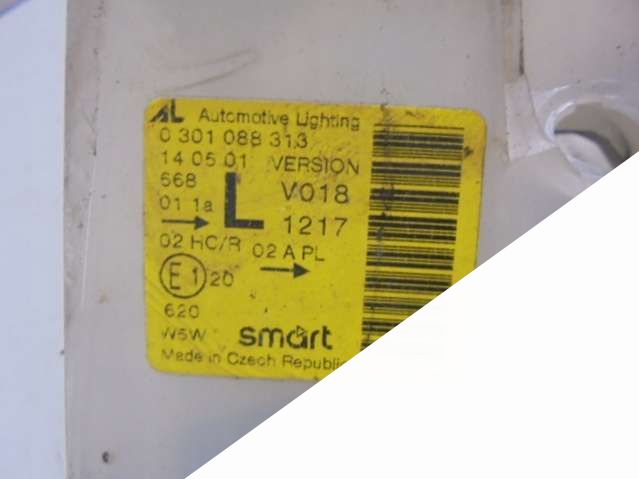 AL Automotive Lighting
0 301 088 313
14 05 01 VERSION
568 L V018
01 1a 1217
02 HC/R 02 A PL
E1 20
620
W5W smart
Made in Czech Republic